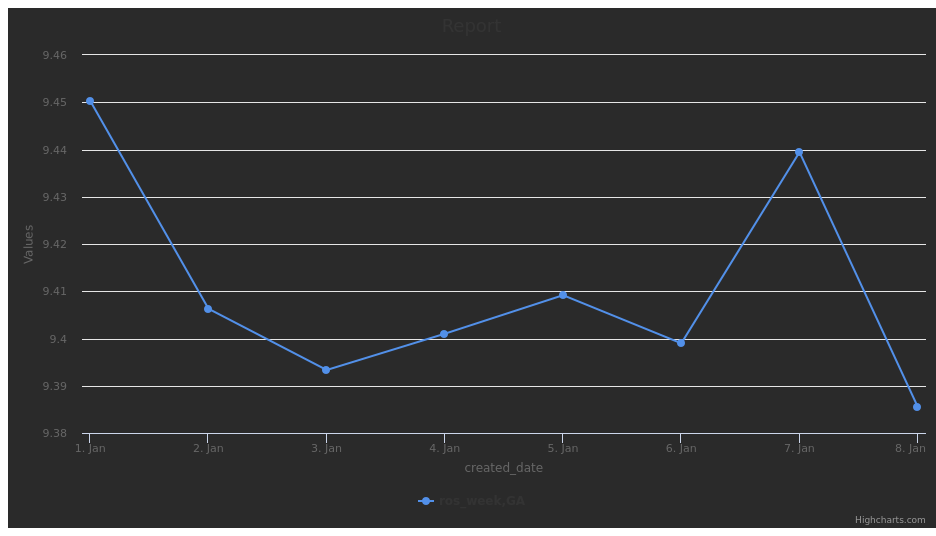 Report
9.46
9.45
9.44
9.43
9.42
9.41
9.4
9.39
9.38
Values
1. Jan 2. Jan 3. Jan 4. Jan 5. Jan 6. Jan 7. Jan 8. Jan
created_date
ros_week,GA
Highcharts.com